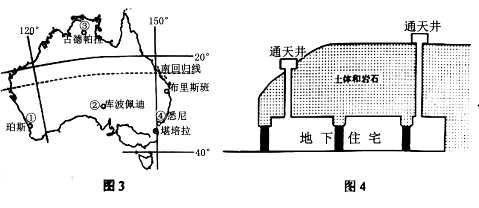 120°
150°
③
古德帕拉
20°
南回归线
布里斯班
②
库波佩迪
①
珀斯
④
悉尼
堪培拉
40°
图3
通天井
通天井
土体和岩石
地下住宅
图4